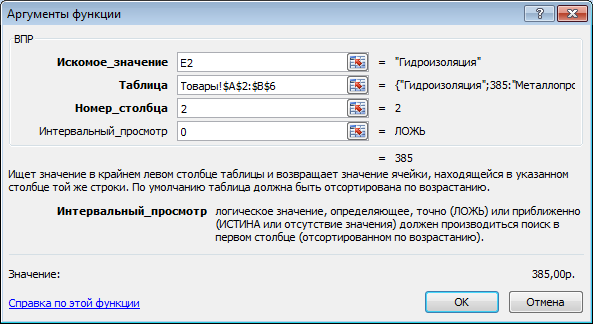 Аргументы функции
ВПР
Искомое_значение E2 = "Гидроизоляция"
Таблица Товары!$A$2:$B$6 = {"Гидроизоляция";385:"Металлопро
Номер_столбца 2 = 2
Интервальный_просмотр 0 = ЛОЖЬ
= 385
Ищет значение в крайнем левом столбце таблицы и возвращает значение ячейки, находящейся в указанном
столбце той же строки. По умолчанию таблица должна быть отсортирована по возрастанию.
Интервальный_просмотр логическое значение, определяющее, точно (ЛОЖЬ) или приближенно
(ИСТИНА или отсутствие значения) должен производиться поиск в
первом столбце (отсортированном по возрастанию).
Значение: 385,00р.
Справка по этой функции ОК Отмена